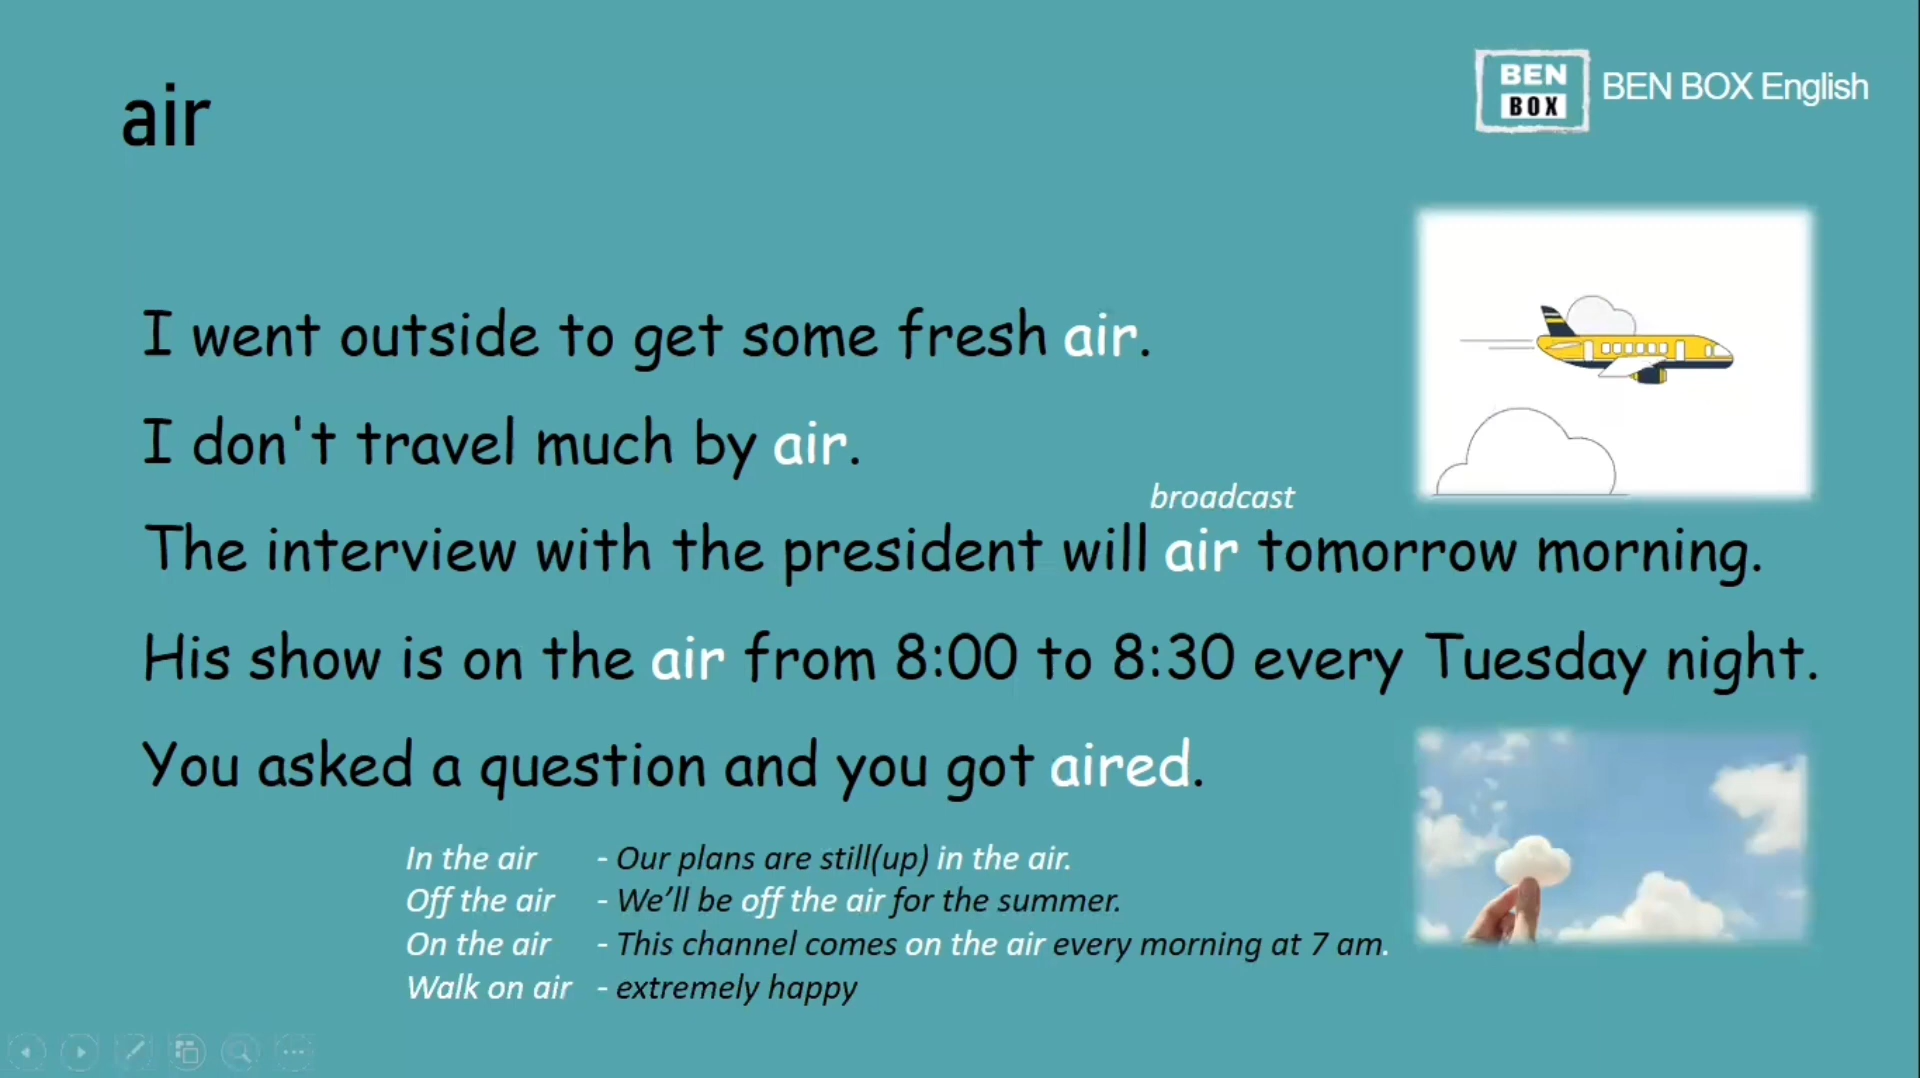 air
BEN
BOX
BEN BOX English
I went outside to get some fresh air.
I don't travel much by air.
broadcast
The interview with the president will air tomorrow morning.
His show is on the air from 8:00 to 8:30 every Tuesday night.
You asked a question and you got aired.
In the air - Our plans are still(up) in the air.
Off the air - We’ll be off the air for the summer.
On the air - This channel comes on the air every morning at 7 am.
Walk on air - extremely happy